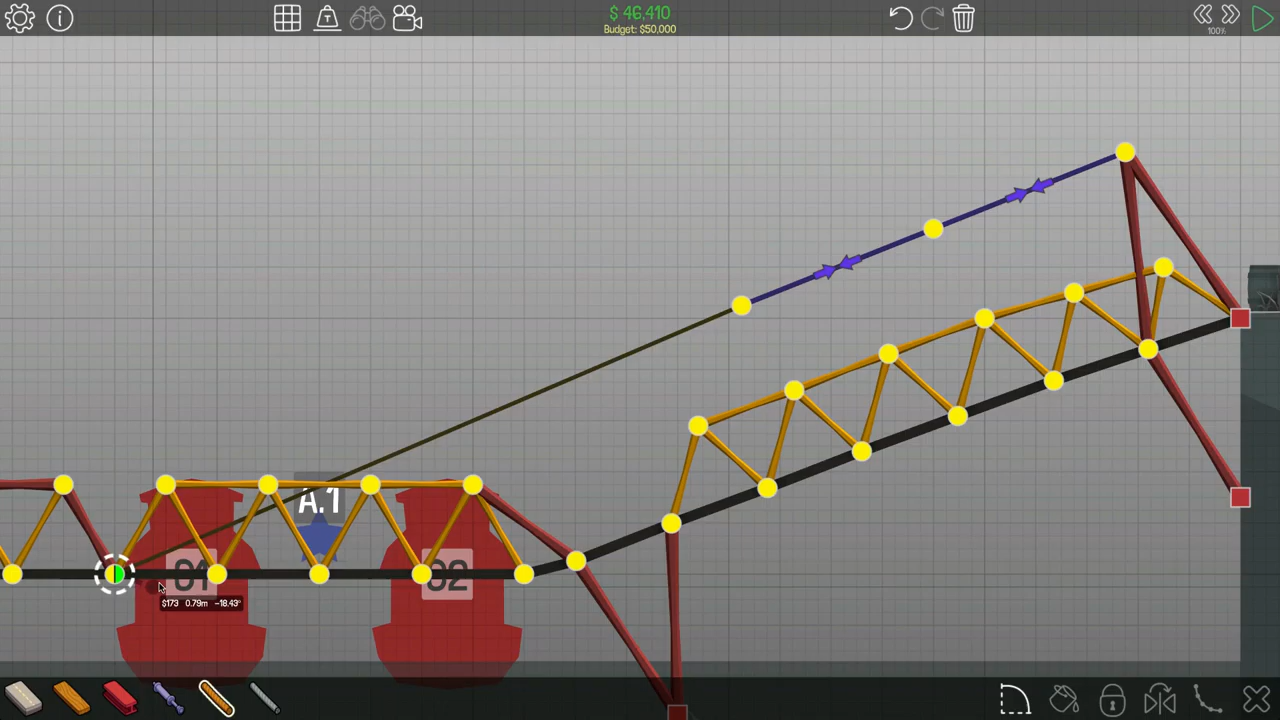 $ 46,410
Budget: $50,000
100%
A.1
01
02
$173 0.79m -18.43°